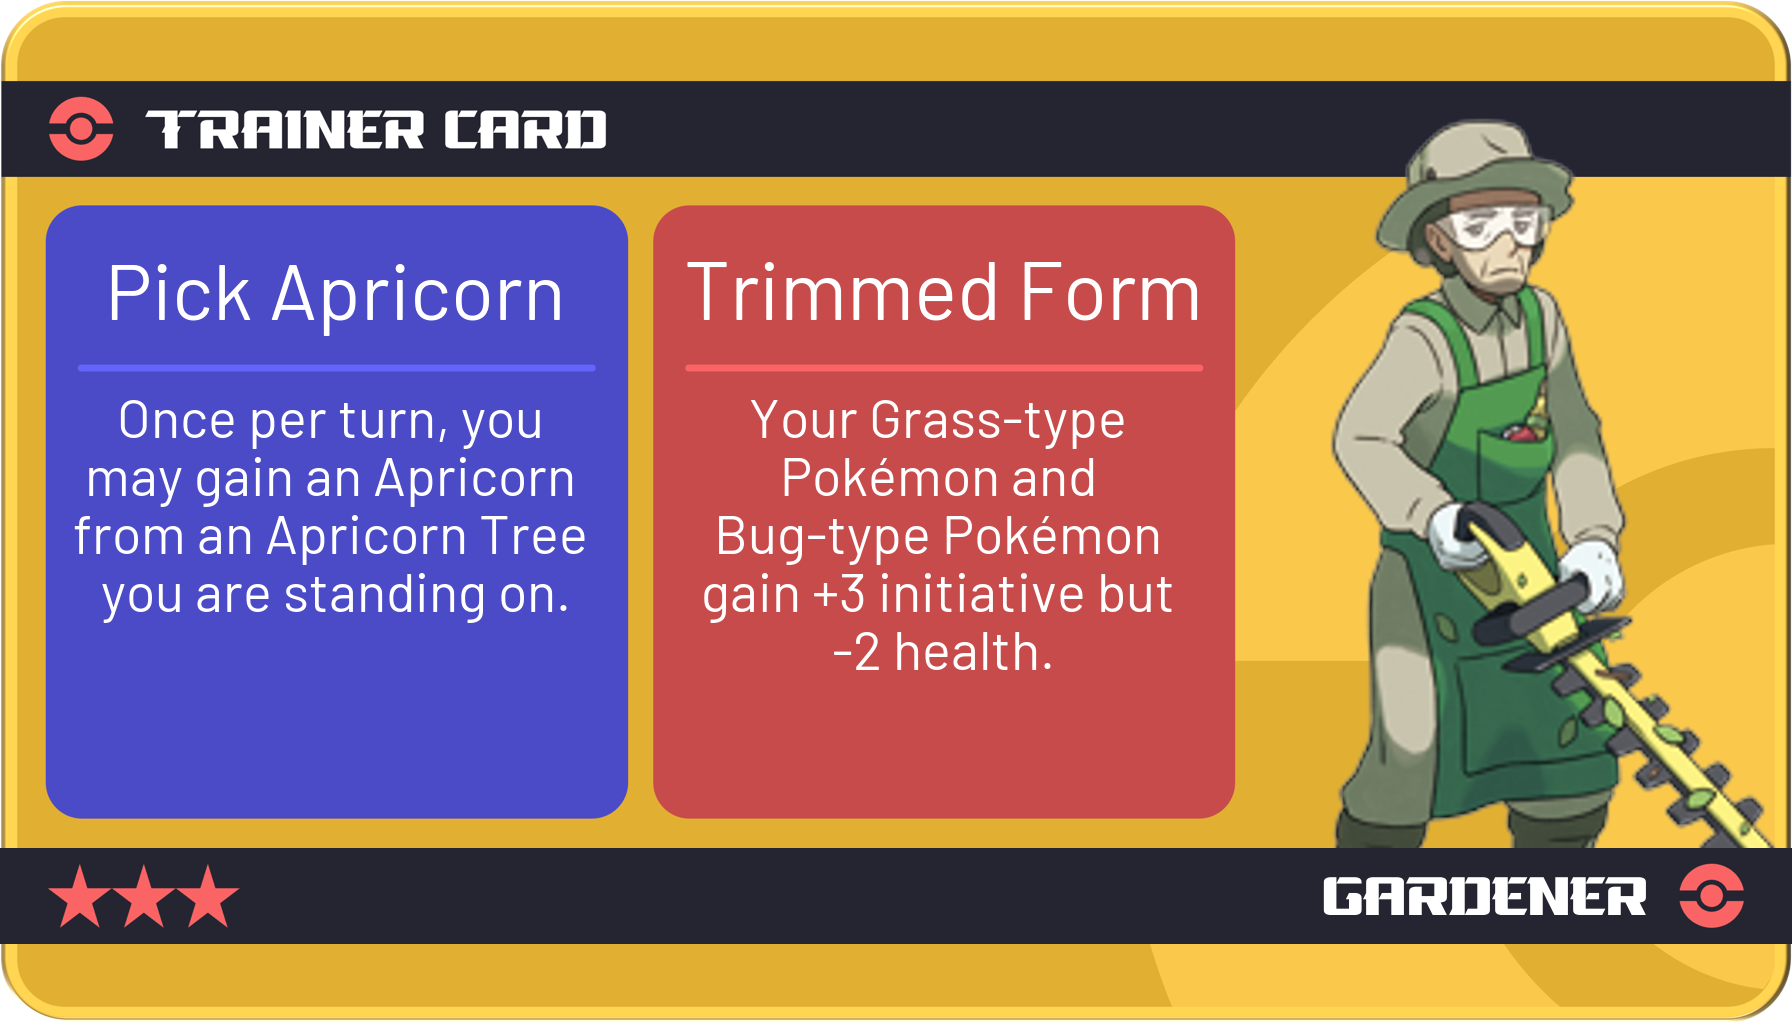 TRAINER CARD
Pick Apricorn
Once per turn, you
may gain an Apricorn
from an Apricorn Tree
you are standing on.
Trimmed Form
Your Grass-type
Pokémon and
Bug-type Pokémon
gain +3 initiative but
-2 health.
GARDENER